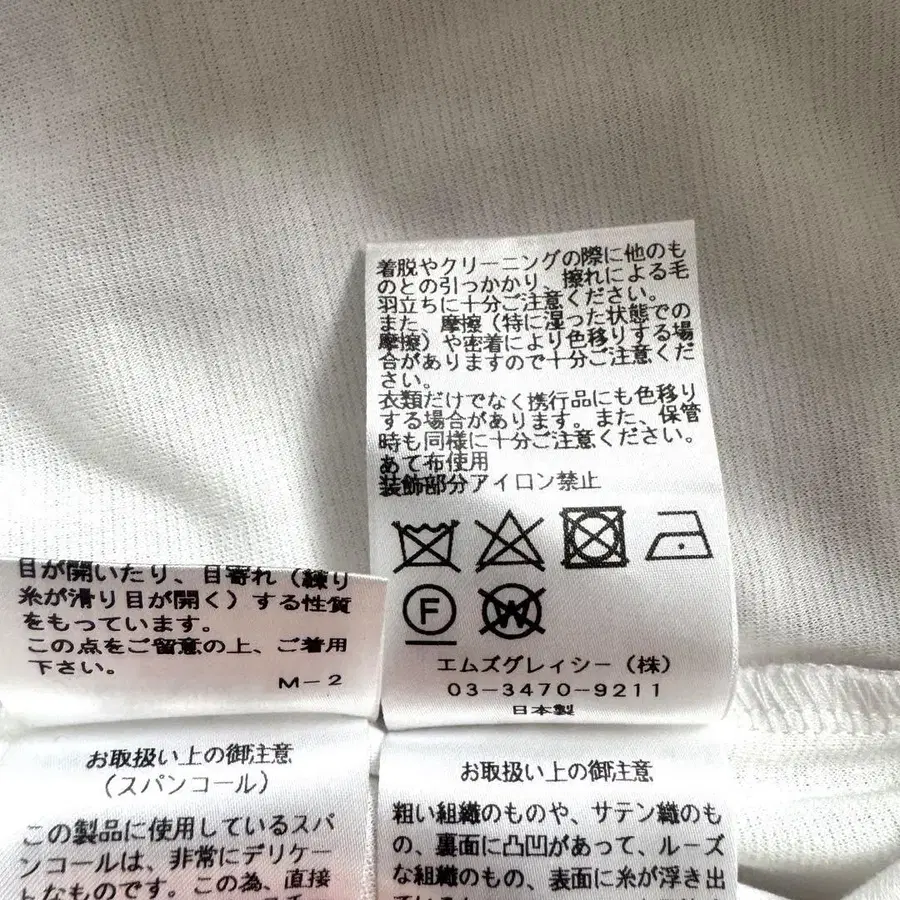 着脱やクリーニングの際に他のも
のとの引っかかり、擦れによる毛
羽立ちに十分ご注意ください。
また、摩擦（特に湿った状態での
摩擦）や密着により色移りする場
合がありますので十分ご注意くだ
さい。
衣類だけでなく携行品にも色移り
する場合があります。また、保管
時も同様に十分ご注意ください。
あて布使用
装飾部分アイロン禁止
F
W
エムズグレイシー（株）
03-3470-9211
日本製
目が開いたり、目寄れ（繰り
糸が滑り目が開く）する性質
をもっています。
この点をご留意の上、ご着用
下さい。
M-2
お取扱い上の御注意
（スパンコール）
この製品に使用しているスパ
ンコールは、非常にデリケー
トなものです。この為、直接
お取扱い上の御注意
粗い組織のものや、サテン織のも
の、裏面に凸凹があって、ルーズ
な組織のもの、表面に糸が浮き出